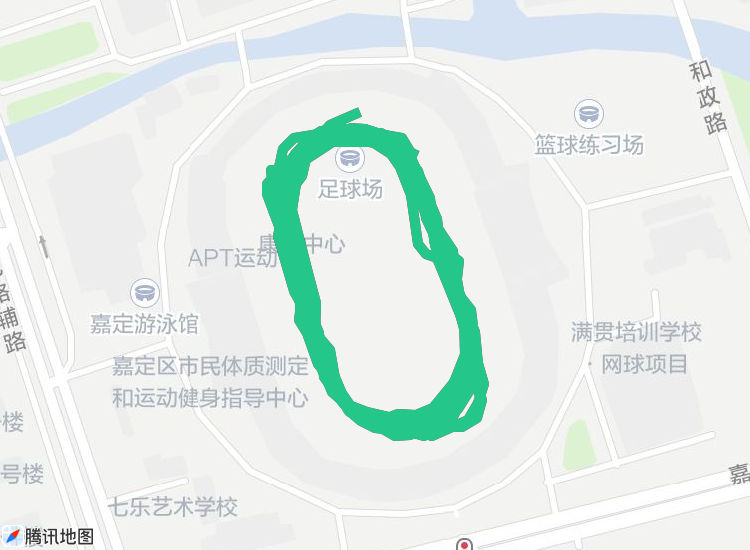 和政路
篮球练习场
足球场
康
中心
APT运动
嘉定游泳馆
路辅路
满贯培训学校
·网球项目
嘉定区市民体质测定
和运动健身指导中心
楼
号楼
七乐艺术学校
嘉
腾讯地图